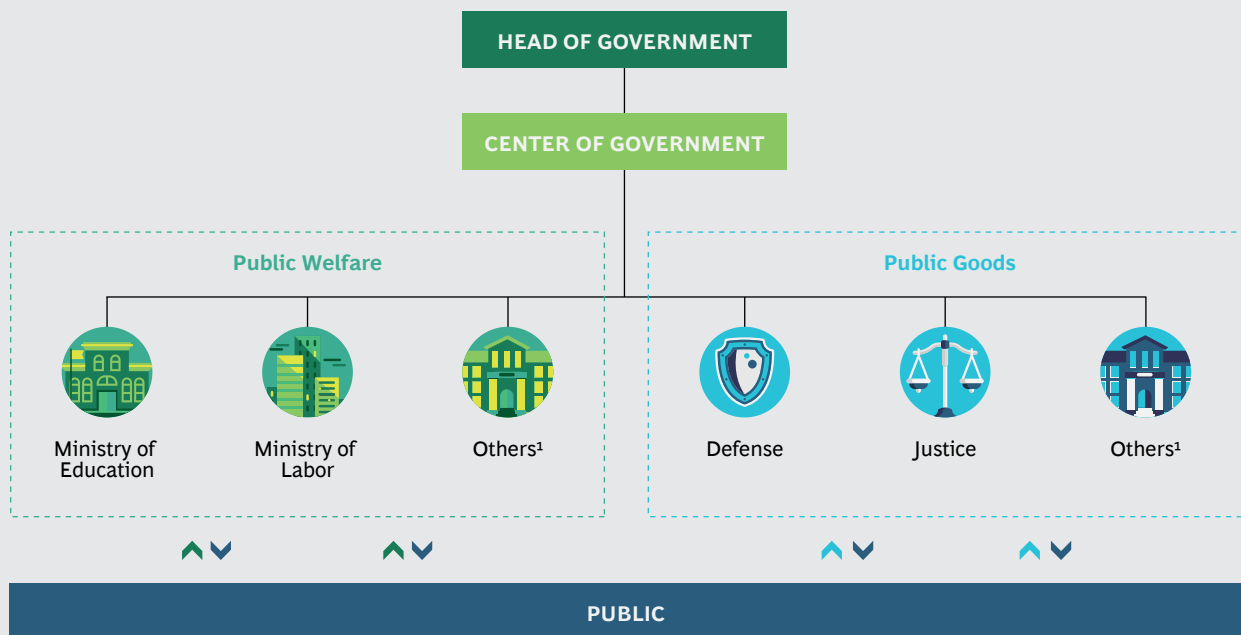 HEAD OF GOVERNMENT
CENTER OF GOVERNMENT
Public Welfare
Public Goods
Ministry of
Education
Ministry of
Labor
Others¹
Defense
Justice
Others¹
PUBLIC